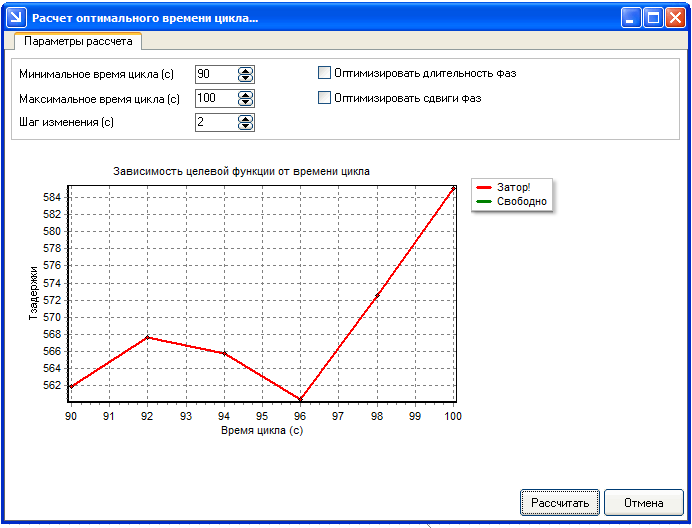 Расчет оптимального времени цикла...
Параметры рассчета
Минимальное время цикла (с) 90 Оптимизировать длительность фаз
Максимальное время цикла (с) 100 Оптимизировать сдвиги фаз
Шаг изменения (с) 2
Зависимость целевой функции от времени цикла
Затор!
Свободно
584
582
580
578
576
574
572
570
568
566
564
562
Tзадержки
90 91 92 93 94 95 96 97 98 99 100
Время цикла (с)
Рассчитать Отмена